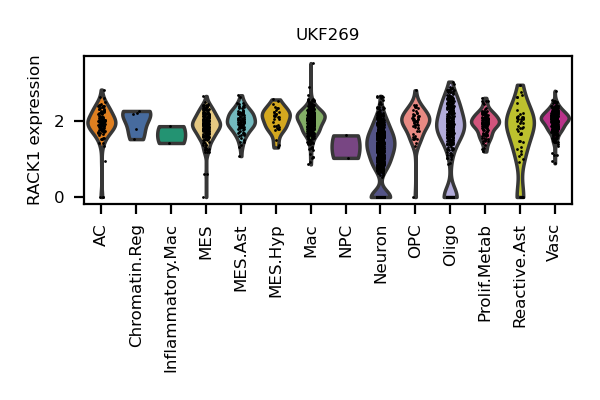 UKF269
RACK1 expression
2
0
AC
Chromatin.Reg
Inflammatory.Mac
MES
MES.Ast
MES.Hyp
Mac
NPC
Neuron
OPC
Oligo
Prolif.Metab
Reactive.Ast
Vasc